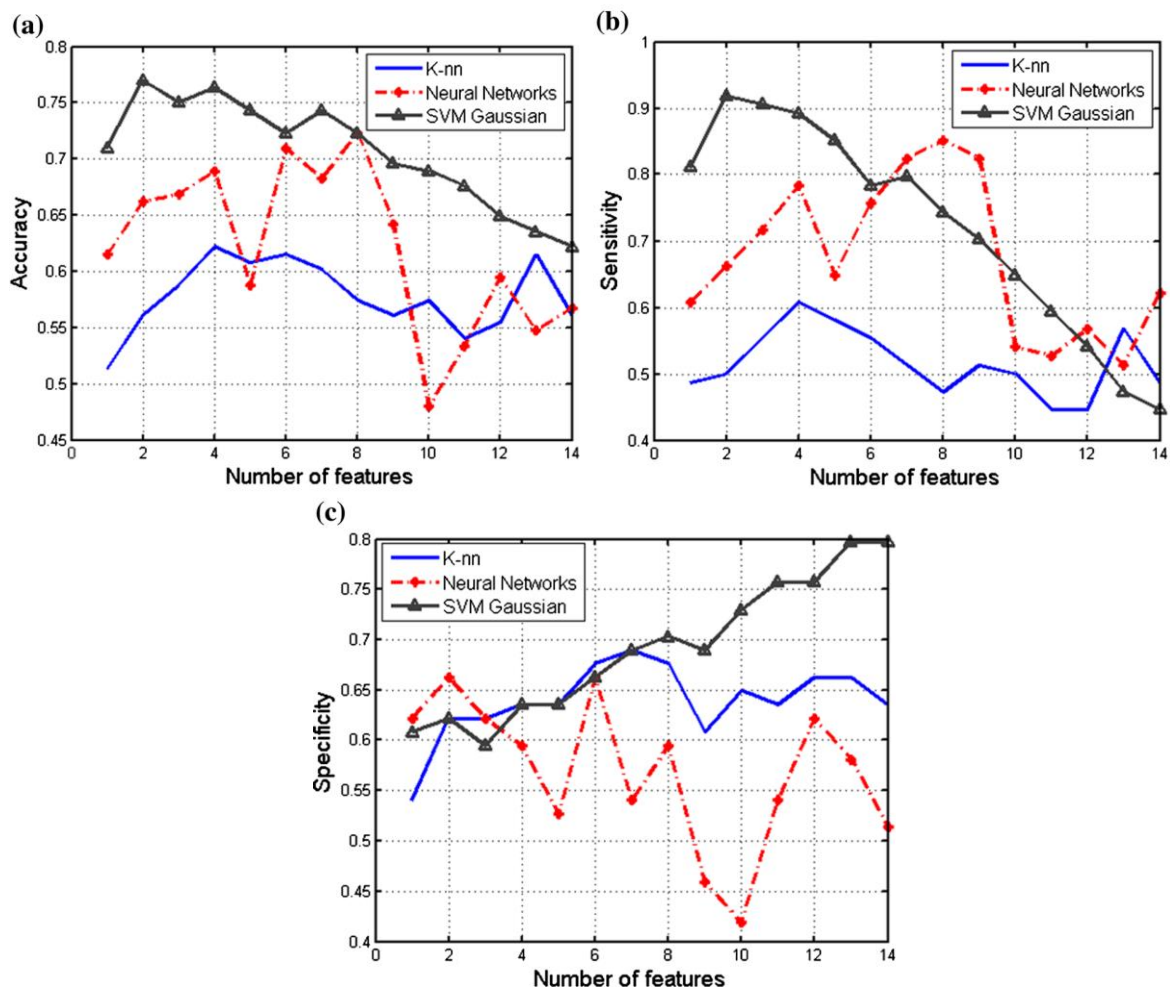 (a)
0.8
0.75
0.7
0.65
0.6
0.55
0.5
0.45
Accuracy
K-nn
Neural Networks
SVM Gaussian
0 2 4 6 8 10 12 14
Number of features
(b)
1
0.9
0.8
0.7
0.6
0.5
0.4
Sensitivity
K-nn
Neural Networks
SVM Gaussian
0 2 4 6 8 10 12 14
Number of features
(c)
0.8
0.75
0.7
0.65
0.6
0.55
0.5
0.45
0.4
Specificity
K-nn
Neural Networks
SVM Gaussian
0 2 4 6 8 10 12 14
Number of features